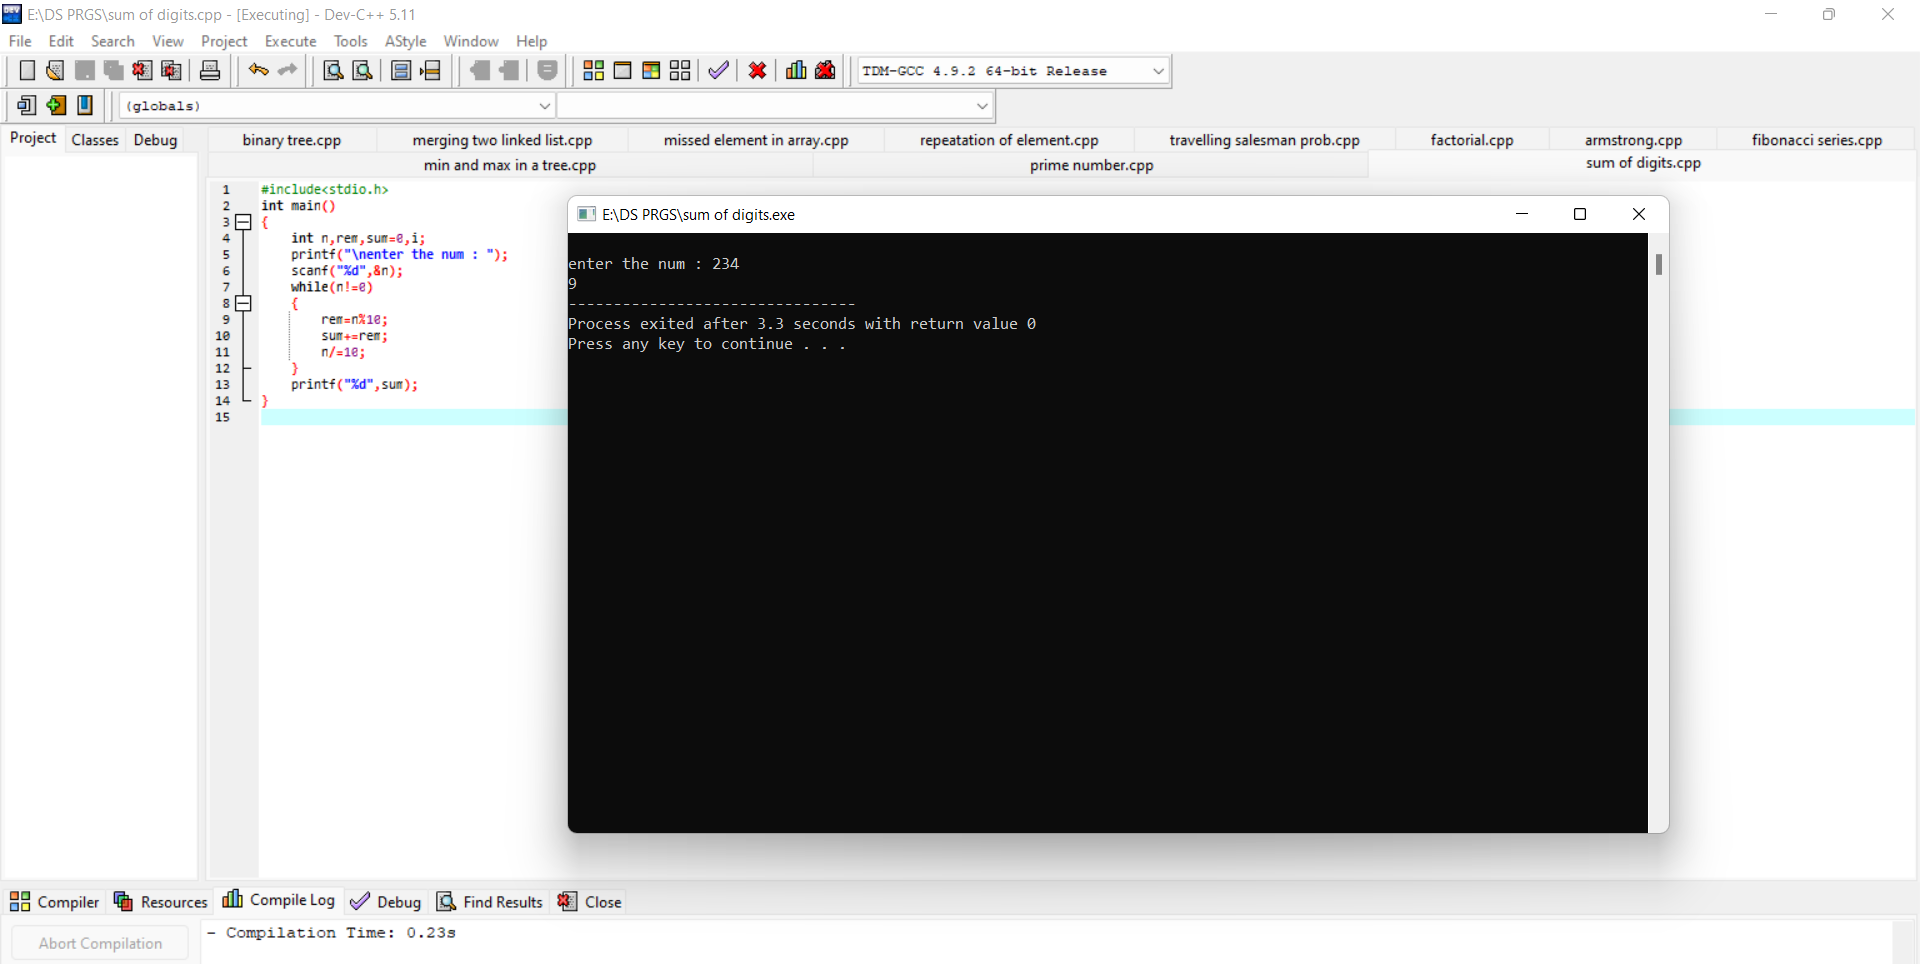 E:\DS PRGS\sum of digits.cpp - [Executing] - Dev-C++ 5.11
File Edit Search View Project Execute Tools AStyle Window Help
TDM-GCC 4.9.2 64-bit Release
(globals)
Project Classes Debug
binary tree.cpp merging two linked list.cpp missed element in array.cpp repeatation of element.cpp travelling salesman prob.cpp factorial.cpp armstrong.cpp fibonacci series.cpp
min and max in a tree.cpp prime number.cpp sum of digits.cpp
1 #include<stdio.h>
2 int main()
3 {
4 int n,rem,sum=0,i;
5 printf("\nenter the num : ");
6 scanf("%d",&n);
7 while(n!=0)
8 {
9 rem=n%10;
10 sum+=rem;
11 n/=10;
12 }
13 printf("%d",sum);
14 }
15
E:\DS PRGS\sum of digits.exe
enter the num : 234
9
--------------------------------
Process exited after 3.3 seconds with return value 0
Press any key to continue . . .
Compiler Resources Compile Log Debug Find Results Close
Abort Compilation
- Compilation Time: 0.23s